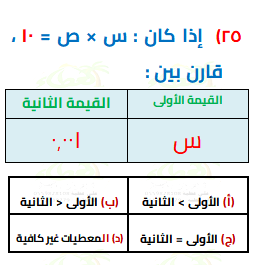 ٢٥) إذا كان : س × ص = ١٠ ،
قارن بين :
القيمة الأولى القيمة الثانية
س ٠,٠٠١
(أ) الأولى > الثانية (ب) الأولى < الثانية
(ج) الأولى = الثانية (د) المعطيات غير كافية